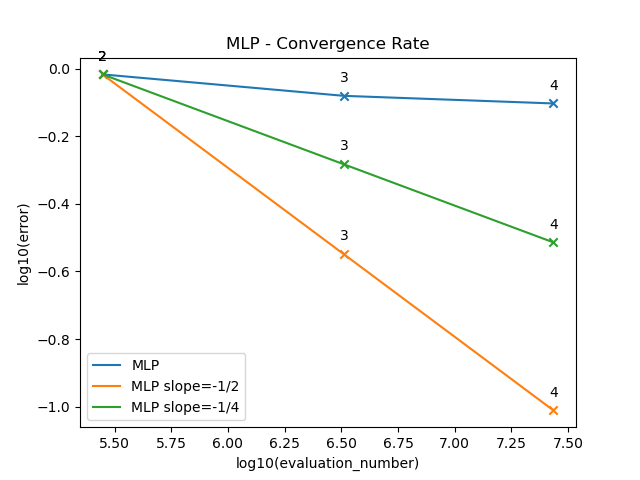 MLP - Convergence Rate
2
3
4
3
4
3
4
0.0
−0.2
−0.4
−0.6
−0.8
−1.0
log10(error)
MLP
MLP slope=-1/2
MLP slope=-1/4
5.50 5.75 6.00 6.25 6.50 6.75 7.00 7.25 7.50
log10(evaluation_number)